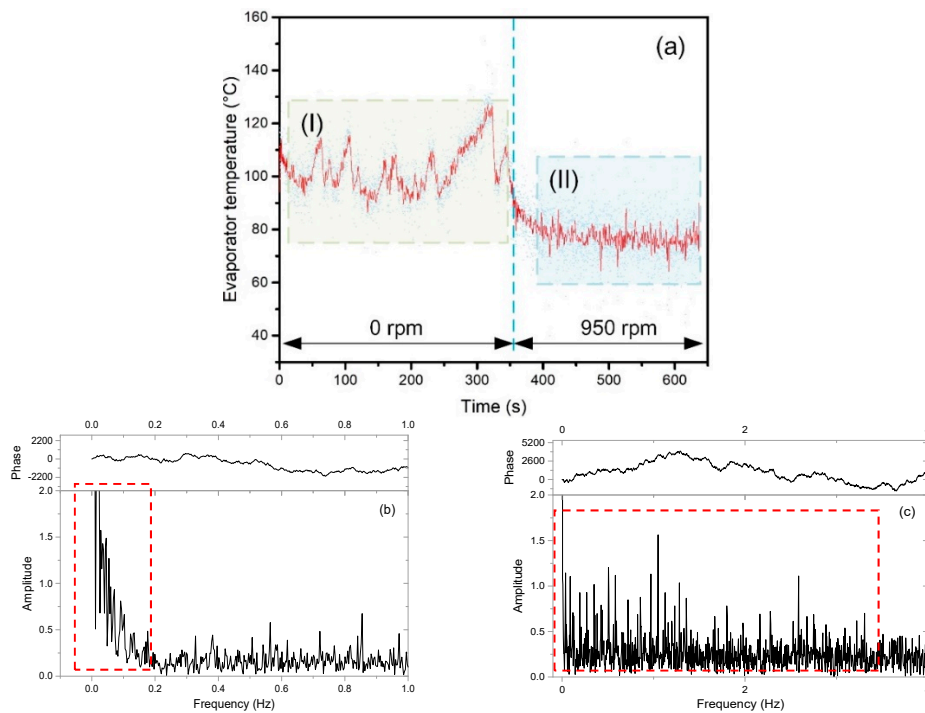 160
140
120
100
80
60
40
Evaporator temperature (°C)
(a)
(I)
(II)
0 rpm
950 rpm
0 100 200 300 400 500 600
Time (s)
0.0 0.2 0.4 0.6 0.8 1.0
2200
0
-2200
Phase
2.0
1.5
1.0
0.5
0.0
Amplitude
(b)
0.0 0.2 0.4 0.6 0.8 1.0
Frequency (Hz)
0 2
5200
2600
0
Phase
2.0
1.5
1.0
0.5
0.0
Amplitude
(c)
0 2
Frequency (Hz)